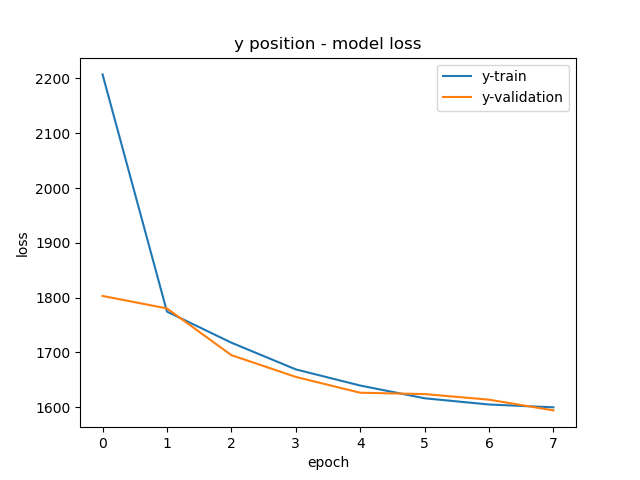 y position - model loss
y-train
y-validation
2200
2100
2000
1900
1800
1700
1600
loss
0 1 2 3 4 5 6 7
epoch